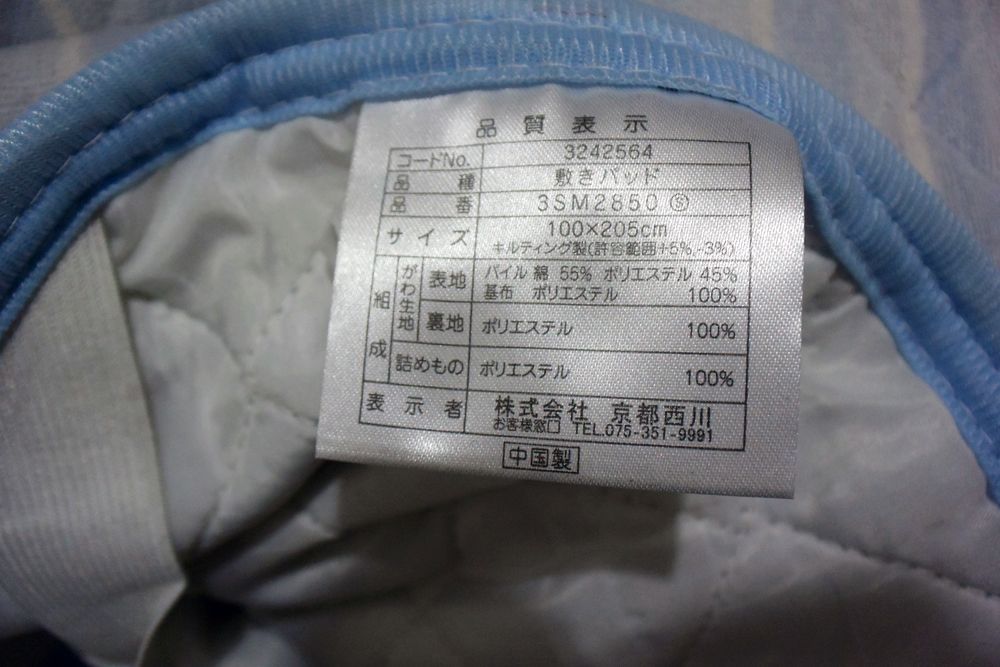 品質表示
コードNo. 3242564
品種 敷きパッド
品番 3SM2850 Ⓢ
サイズ 100×205cm
キルティング製(許容範囲+5% -3%)
組成 がわ生地 表地 パイル 綿 55% ポリエステル 45%
基布 ポリエステル 100%
裏地 ポリエステル 100%
詰めもの ポリエステル 100%
表示者 株式会社 京都西川
お客様窓口 TEL.075-351-9991
中国製